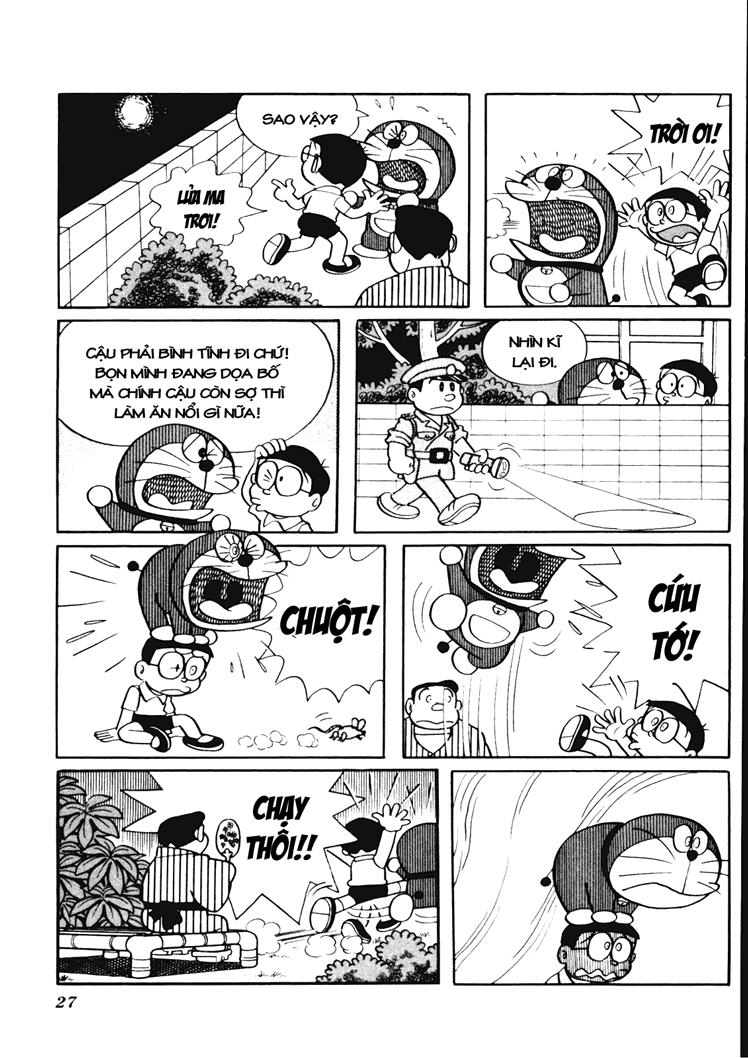 SAO VẬY?
LỬA MA
TRƠI!
TRỜI ƠI!
CẬU PHẢI BÌNH TĨNH ĐI CHỨ!
BỌN MÌNH ĐANG DỌA BỐ
MÀ CHÍNH CẬU CÒN SỢ THÌ
LÀM ĂN NỔI GÌ NỮA!
NHÌN KĨ
LẠI ĐI.
CHUỘT!
CỨU
TỚ!
CHẠY
THÔI!!
27